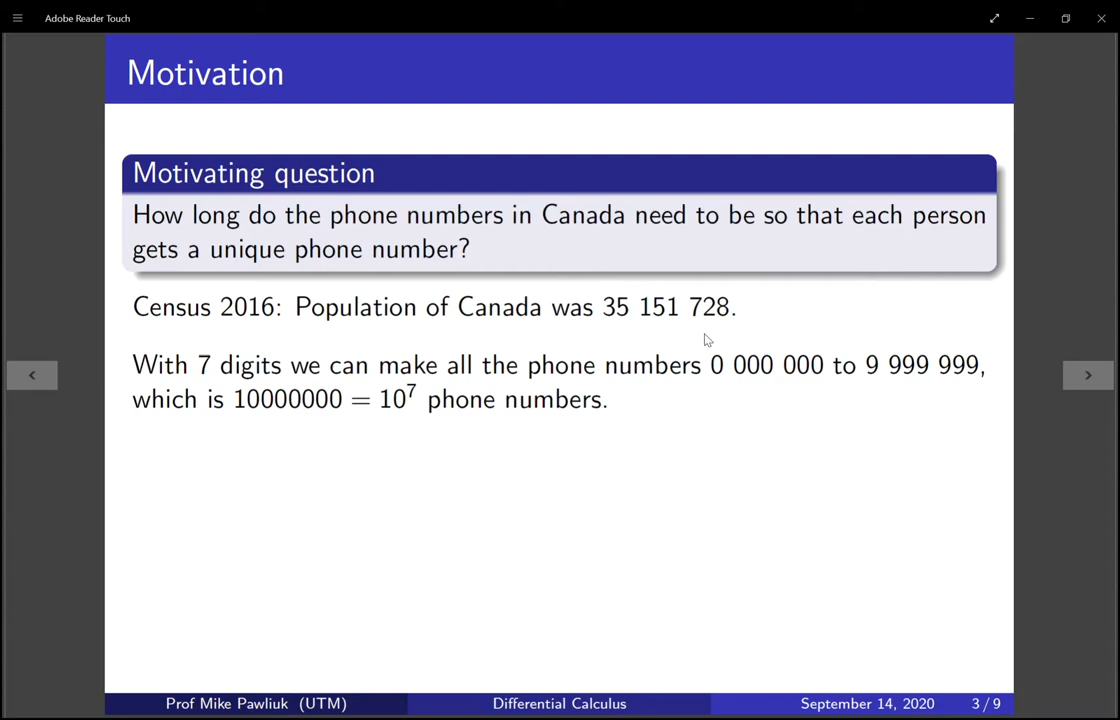 Adobe Reader Touch
Motivation
Motivating question
How long do the phone numbers in Canada need to be so that each person
gets a unique phone number?
Census 2016: Population of Canada was 35 151 728.
With 7 digits we can make all the phone numbers 0 000 000 to 9 999 999,
which is 10000000 = 10⁷ phone numbers.
Prof Mike Pawliuk (UTM) Differential Calculus September 14, 2020 3 / 9